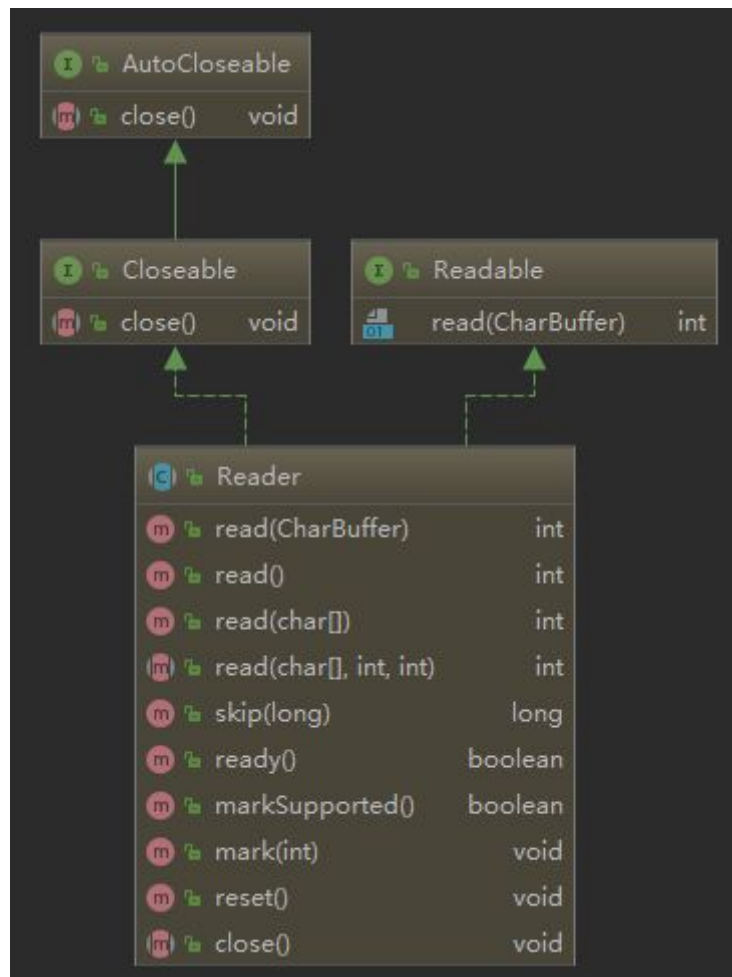 AutoCloseable
close() void
Closeable
close() void
Readable
read(CharBuffer) int
Reader
read(CharBuffer) int
read() int
read(char[]) int
read(char[], int, int) int
skip(long) long
ready() boolean
markSupported() boolean
mark(int) void
reset() void
close() void